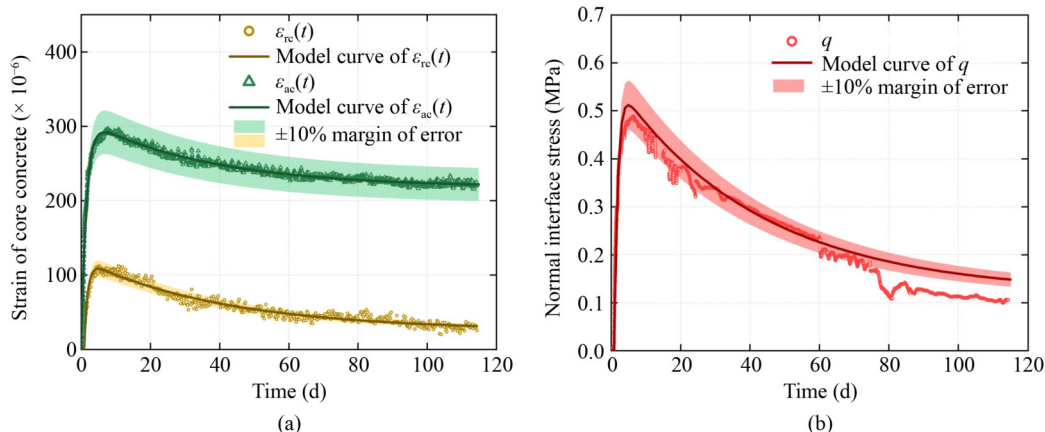 450
400
300
200
100
0
Strain of core concrete (× 10⁻⁶)
ε_rc(t)
Model curve of ε_rc(t)
ε_ac(t)
Model curve of ε_ac(t)
±10% margin of error
0 20 40 60 80 100 120
Time (d)
(a)
0.7
0.6
0.5
0.4
0.3
0.2
0.1
0.0
Normal interface stress (MPa)
q
Model curve of q
±10% margin of error
0 20 40 60 80 100 120
Time (d)
(b)